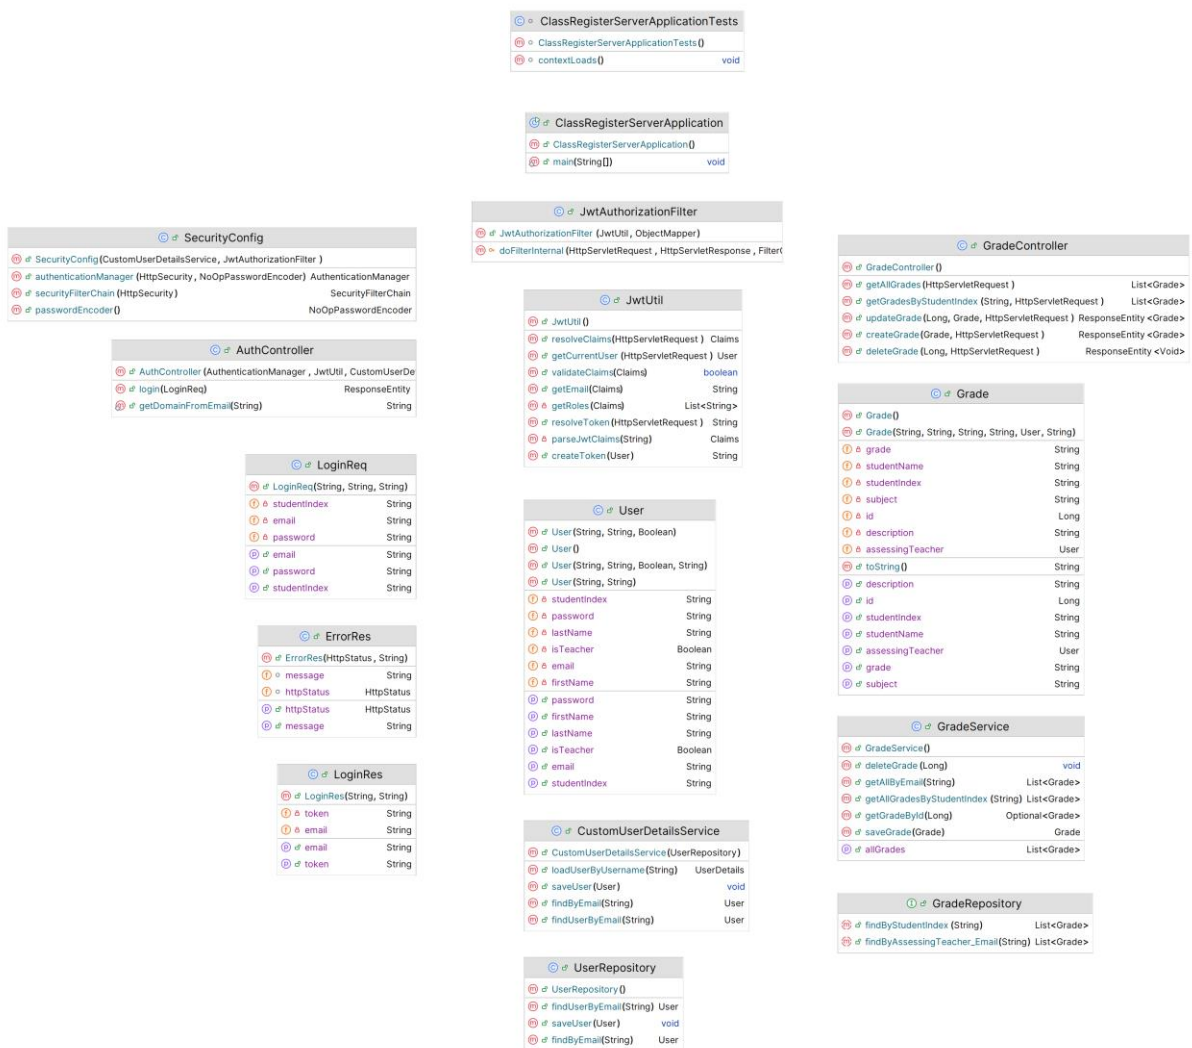 ClassRegisterServerApplicationTests
ClassRegisterServerApplicationTests()
contextLoads() void
ClassRegisterServerApplication
ClassRegisterServerApplication()
main(String[]) void
JwtAuthorizationFilter
JwtAuthorizationFilter (JwtUtil, ObjectMapper)
doFilterInternal (HttpServletRequest, HttpServletResponse, FilterC
SecurityConfig
SecurityConfig(CustomUserDetailsService, JwtAuthorizationFilter )
authenticationManager (HttpSecurity, NoOpPasswordEncoder) AuthenticationManager
securityFilterChain (HttpSecurity) SecurityFilterChain
passwordEncoder() NoOpPasswordEncoder
AuthController
AuthController (AuthenticationManager, JwtUtil, CustomUserDe
login(LoginReq) ResponseEntity
getDomainFromEmail(String) String
LoginReq
LoginReq(String, String, String)
studentIndex String
email String
password String
email String
password String
studentIndex String
ErrorRes
ErrorRes(HttpStatus, String)
message String
httpStatus HttpStatus
httpStatus HttpStatus
message String
LoginRes
LoginRes(String, String)
token String
email String
email String
token String
JwtUtil
JwtUtil ()
resolveClaims(HttpServletRequest ) Claims
getCurrentUser (HttpServletRequest ) User
validateClaims(Claims) boolean
getEmail(Claims) String
getRoles(Claims) List<String>
resolveToken(HttpServletRequest ) String
parseJwtClaims(String) Claims
createToken(User) String
User
User(String, String, Boolean)
User()
User(String, String, Boolean, String)
User(String, String)
studentIndex String
password String
lastName String
isTeacher Boolean
email String
firstName String
password String
firstName String
lastName String
isTeacher Boolean
email String
studentIndex String
CustomUserDetailsService
CustomUserDetailsService(UserRepository)
loadUserByUsername(String) UserDetails
saveUser(User) void
findByEmail(String) User
findUserByEmail(String) User
UserRepository
UserRepository ()
findUserByEmail(String) User
saveUser(User) void
findByEmail(String) User
GradeController
GradeController()
getAllGrades(HttpServletRequest ) List<Grade>
getGradesByStudentIndex (String, HttpServletRequest ) List<Grade>
updateGrade(Long, Grade, HttpServletRequest ) ResponseEntity <Grade>
createGrade(Grade, HttpServletRequest ) ResponseEntity <Grade>
deleteGrade(Long, HttpServletRequest ) ResponseEntity <Void>
Grade
Grade()
Grade(String, String, String, String, User, String)
grade String
studentName String
studentIndex String
subject String
id Long
description String
assessingTeacher User
toString() String
description String
id Long
studentIndex String
studentName String
assessingTeacher User
grade String
subject String
GradeService
GradeService()
deleteGrade (Long) void
getAllByEmail(String) List<Grade>
getAllGradesByStudentIndex (String) List<Grade>
getGradeById(Long) Optional<Grade>
saveGrade(Grade) Grade
allGrades List<Grade>
GradeRepository
findByStudentIndex (String) List<Grade>
findByAssessingTeacher_Email(String) List<Grade>